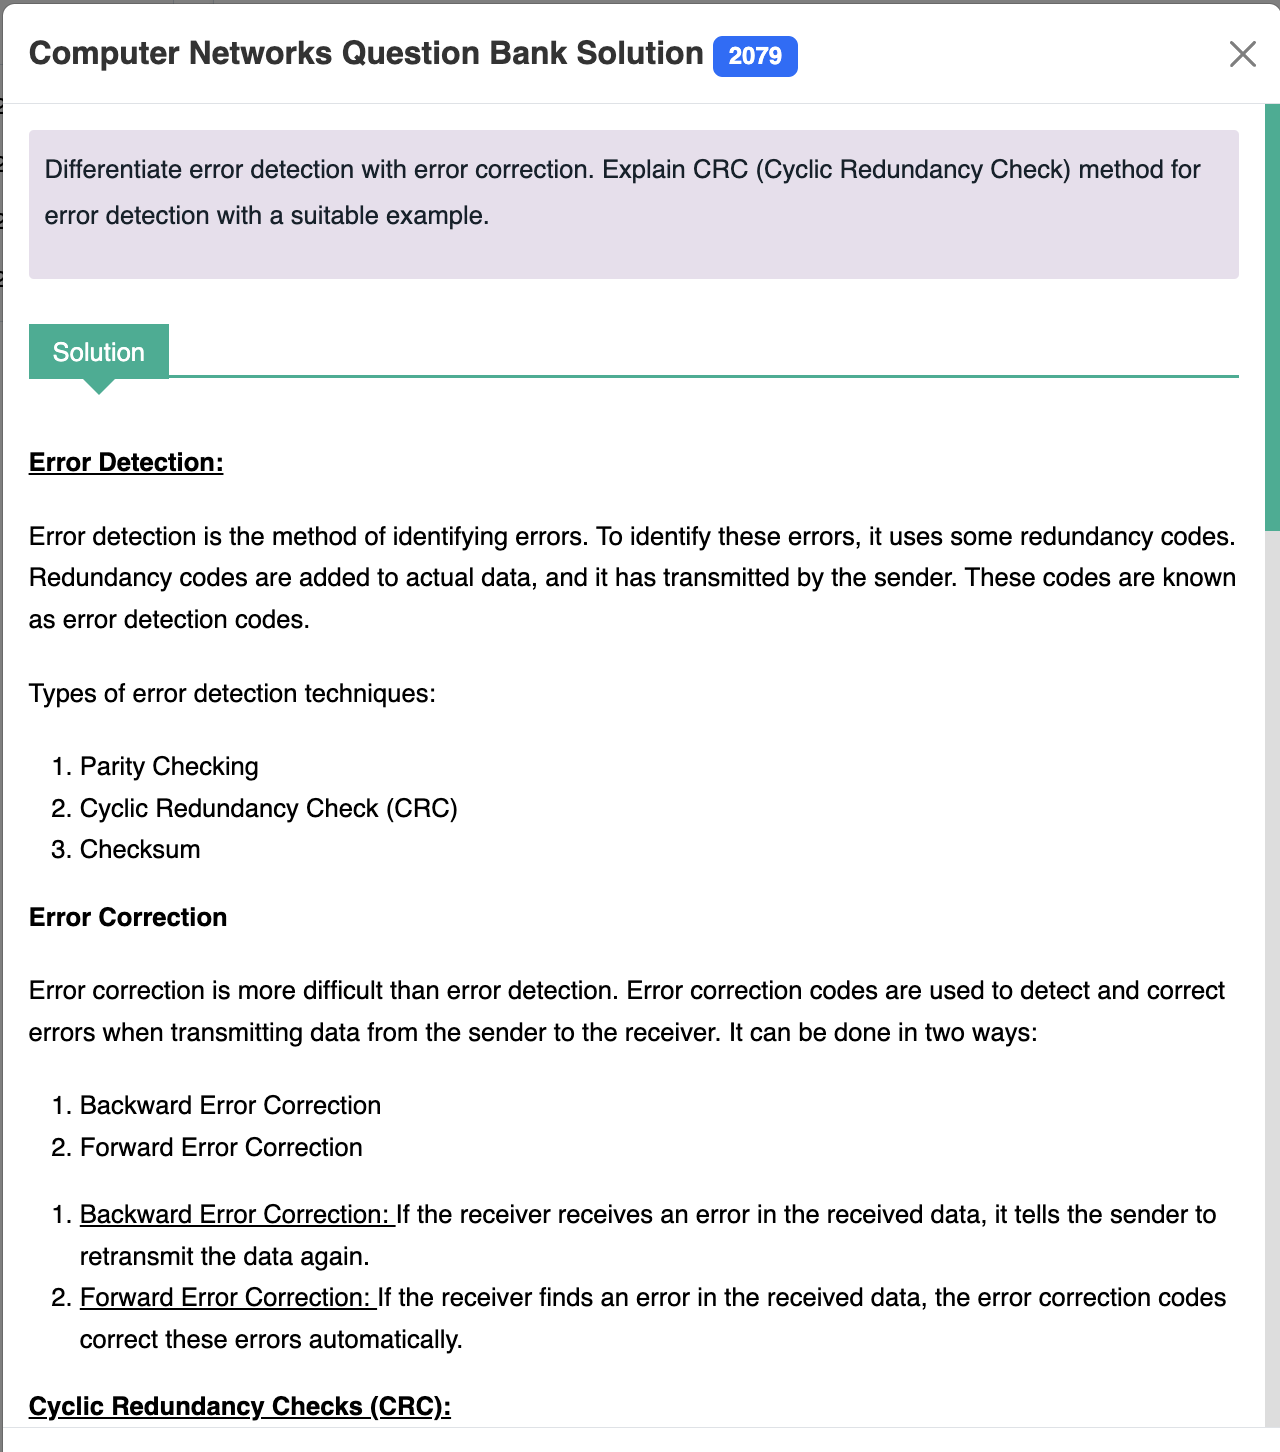 Computer Networks Question Bank Solution 2079
Differentiate error detection with error correction. Explain CRC (Cyclic Redundancy Check) method for
error detection with a suitable example.
Solution
Error Detection:
Error detection is the method of identifying errors. To identify these errors, it uses some redundancy codes.
Redundancy codes are added to actual data, and it has transmitted by the sender. These codes are known
as error detection codes.
Types of error detection techniques:
1. Parity Checking
2. Cyclic Redundancy Check (CRC)
3. Checksum
Error Correction
Error correction is more difficult than error detection. Error correction codes are used to detect and correct
errors when transmitting data from the sender to the receiver. It can be done in two ways:
1. Backward Error Correction
2. Forward Error Correction
1. Backward Error Correction: If the receiver receives an error in the received data, it tells the sender to
retransmit the data again.
2. Forward Error Correction: If the receiver finds an error in the received data, the error correction codes
correct these errors automatically.
Cyclic Redundancy Checks (CRC):